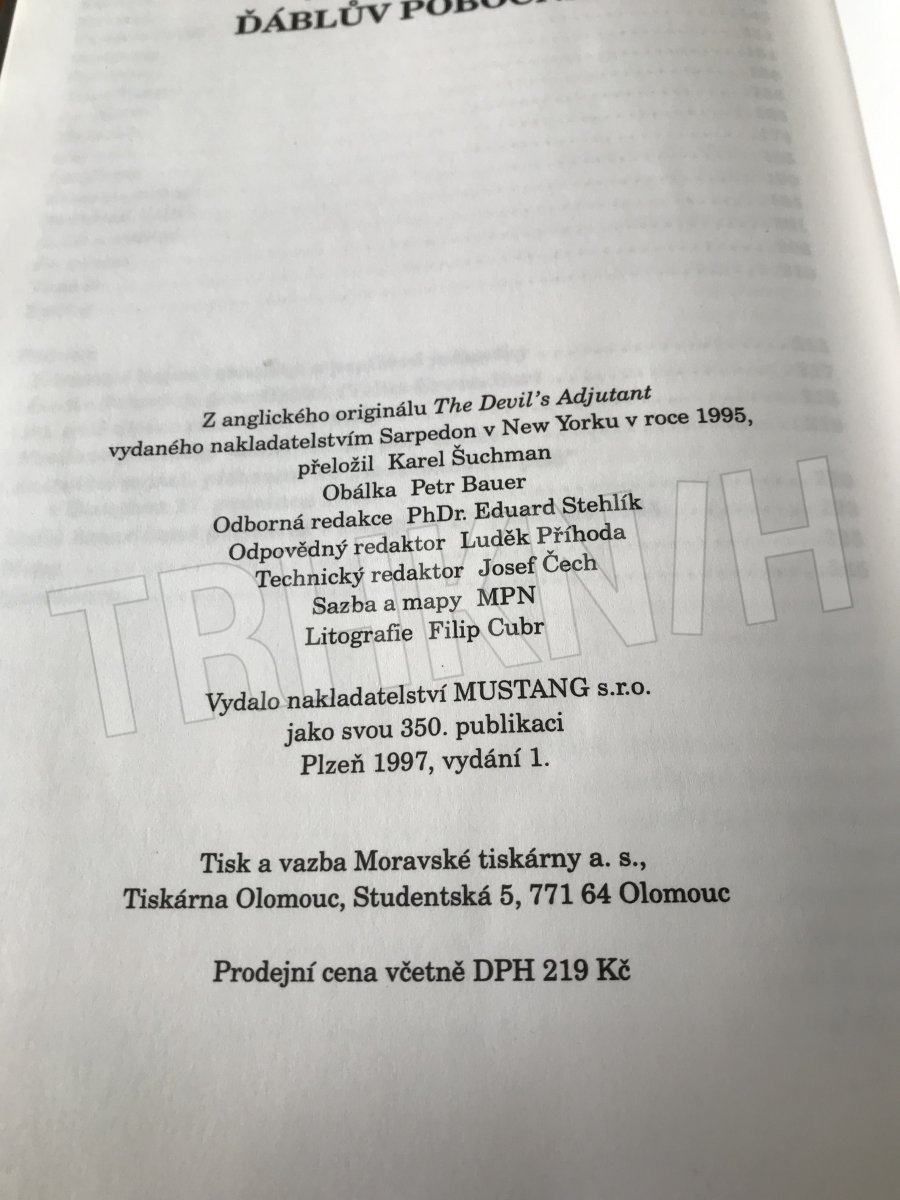 ĎÁBLŮV
Z anglického originálu The Devil's Adjutant
vydaného nakladatelstvím Sarpedon v New Yorku v roce 1995,
přeložil Karel Šuchman
Obálka Petr Bauer
Odborná redakce PhDr. Eduard Stehlík
Odpovědný redaktor Luděk Příhoda
Technický redaktor Josef Čech
Sazba a mapy MPN
Litografie Filip Cubr
TRHKNIH
Vydalo nakladatelství MUSTANG s.r.o.
jako svou 350. publikaci
Plzeň 1997, vydání 1.
Tisk a vazba Moravské tiskárny a. s.,
Tiskárna Olomouc, Studentská 5, 771 64 Olomouc
Prodejní cena včetně DPH 219 Kč